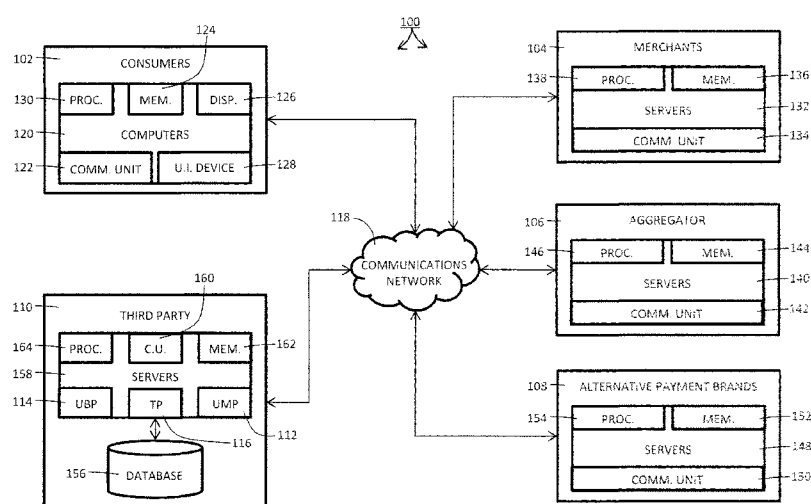 100
102
CONSUMERS
124
130
PROC.
MEM.
DISP.
126
120
COMPUTERS
122
COMM. UNIT
U.I. DEVICE
128
104
MERCHANTS
138
PROC.
MEM.
136
SERVERS
132
COMM. UNIT
134
118
COMMUNICATIONS
NETWORK
106
AGGREGATOR
146
PROC.
MEM.
144
SERVERS
140
COMM. UNIT
142
110
THIRD PARTY
160
164
PROC.
C.U.
MEM.
162
158
SERVERS
114
UBP
TP
UMP
116
112
156
DATABASE
108
ALTERNATIVE PAYMENT BRANDS
154
PROC.
MEM.
152
SERVERS
148
COMM. UNIT
150